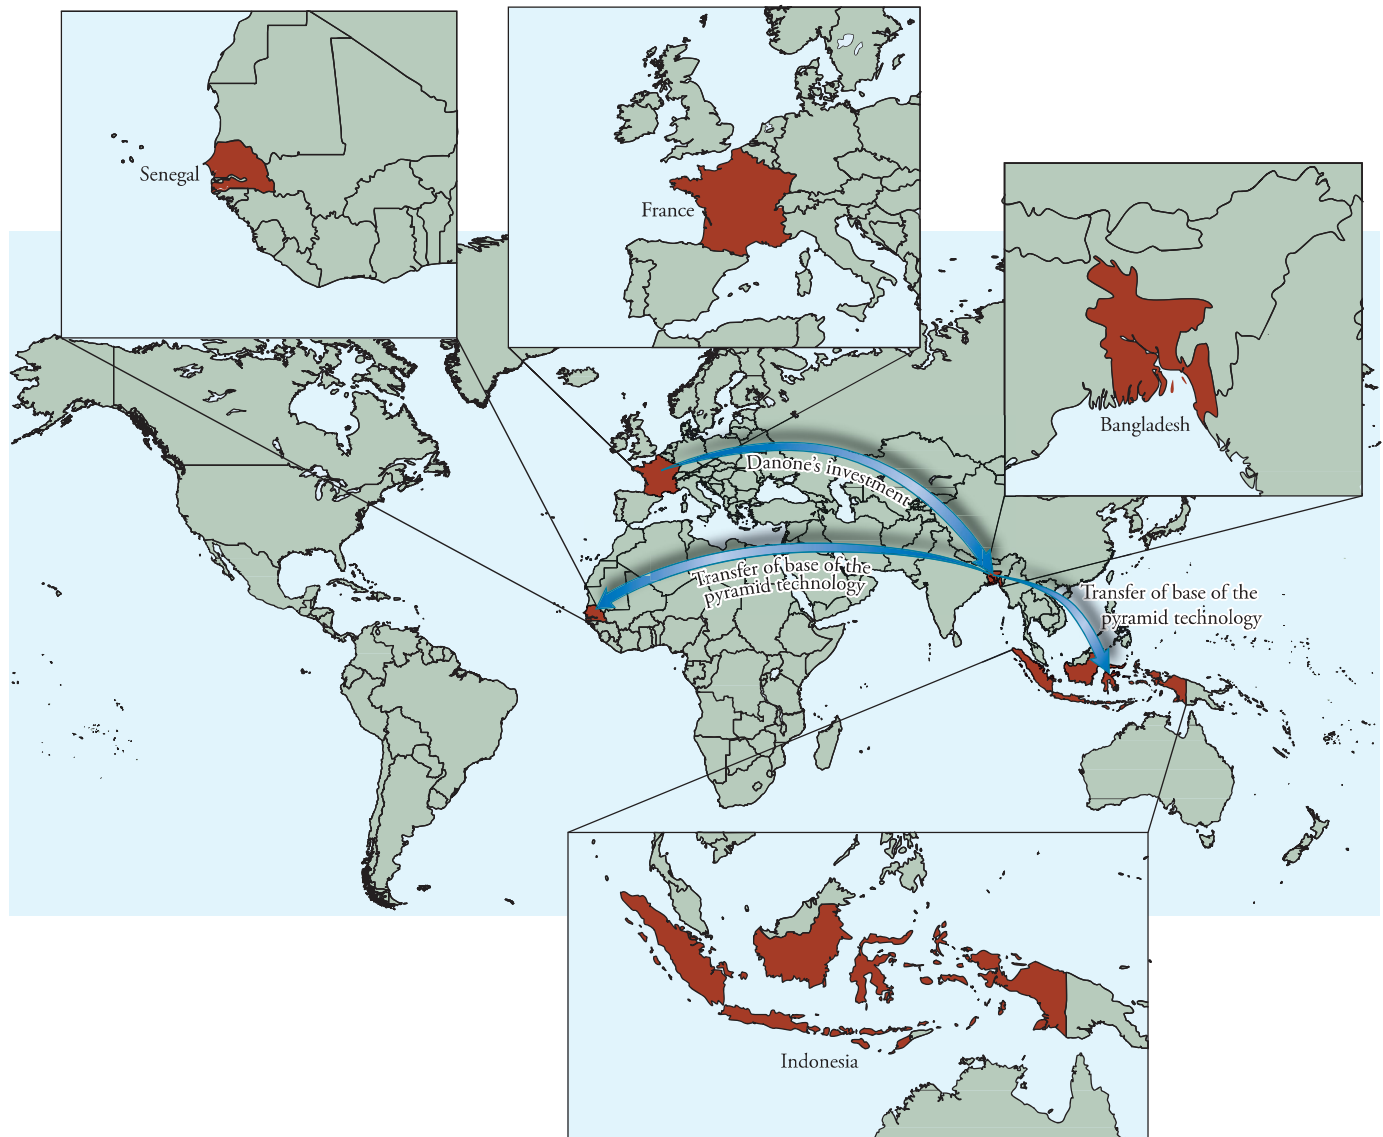 Senegal
France
Bangladesh
Danone's investment
Transfer of base of the
pyramid technology
Transfer of base of the
pyramid technology
Indonesia